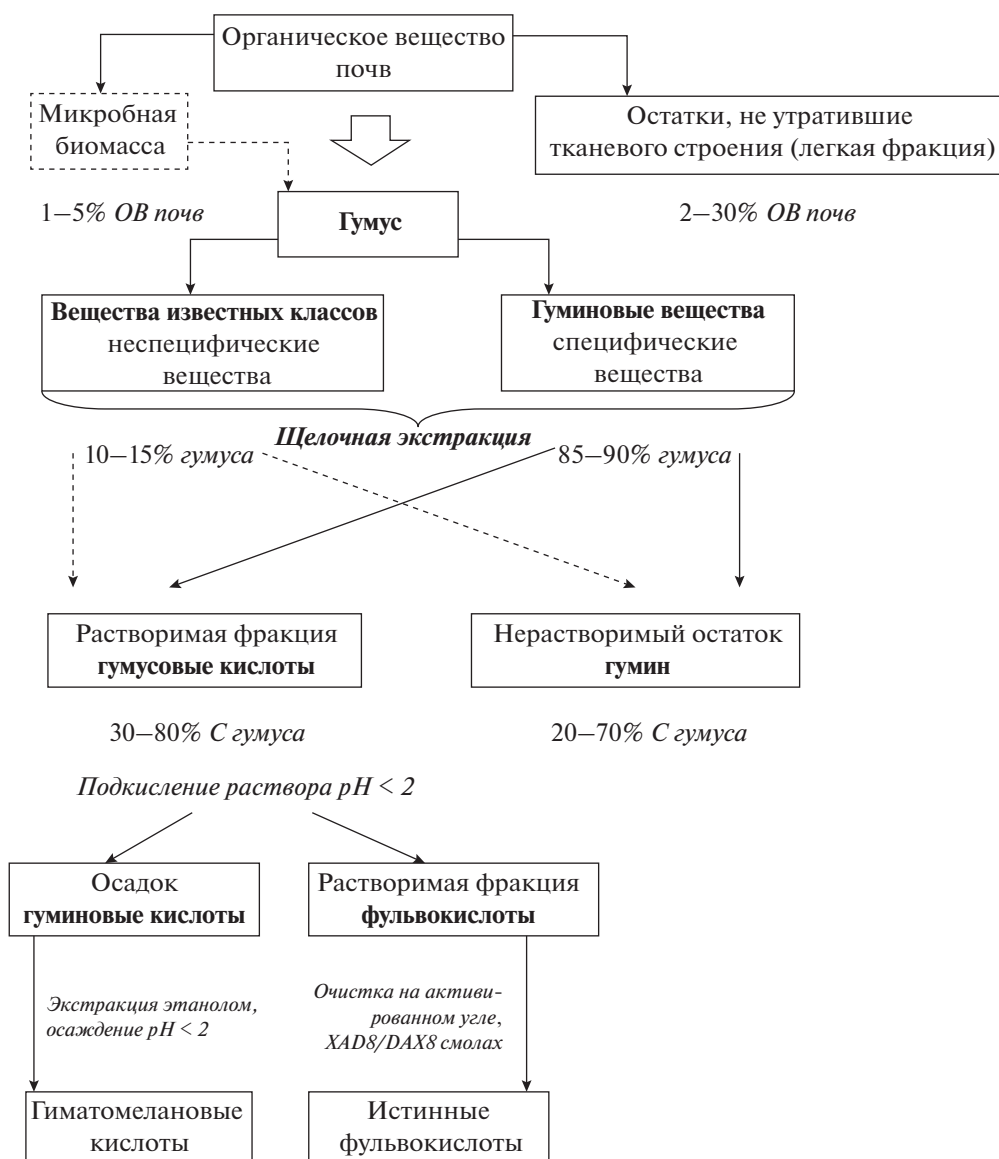 Органическое вещество
почв
Микробная
биомасса
Остатки, не утратившие
тканевого строения (легкая фракция)
1–5% ОВ почв
2–30% ОВ почв
Гумус
Вещества известных классов
неспецифические
вещества
Гуминовые вещества
специфические
вещества
Щелочная экстракция
10–15% гумуса
85–90% гумуса
Растворимая фракция
гумусовые кислоты
Нерастворимый остаток
гумин
30–80% С гумуса
20–70% С гумуса
Подкисление раствора pH < 2
Осадок
гуминовые кислоты
Растворимая фракция
фульвокислоты
Экстракция этанолом,
осаждение pH < 2
Очистка на активи-
рованном угле,
XAD8/DAX8 смолах
Гиматомелановые
кислоты
Истинные
фульвокислоты